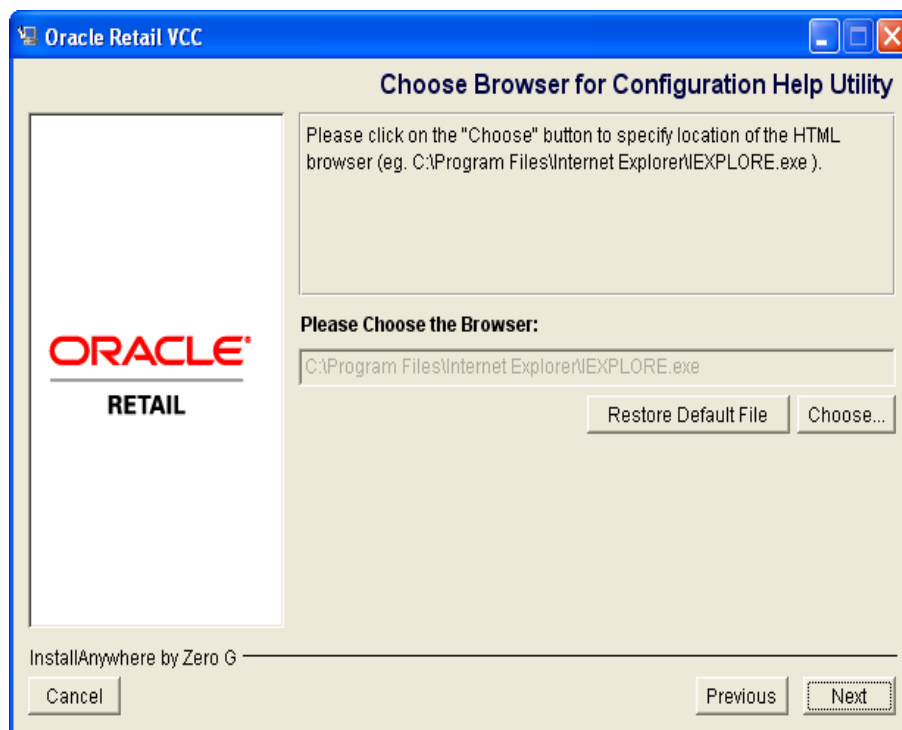 Oracle Retail VCC
Choose Browser for Configuration Help Utility
Please click on the "Choose" button to specify location of the HTML
browser (eg. C:\Program Files\Internet Explorer\IEXPLORE.exe ).
ORACLE®
RETAIL
Please Choose the Browser:
C:\Program Files\Internet Explorer\IEXPLORE.exe
Restore Default File
Choose...
InstallAnywhere by Zero G
Cancel
Previous
Next